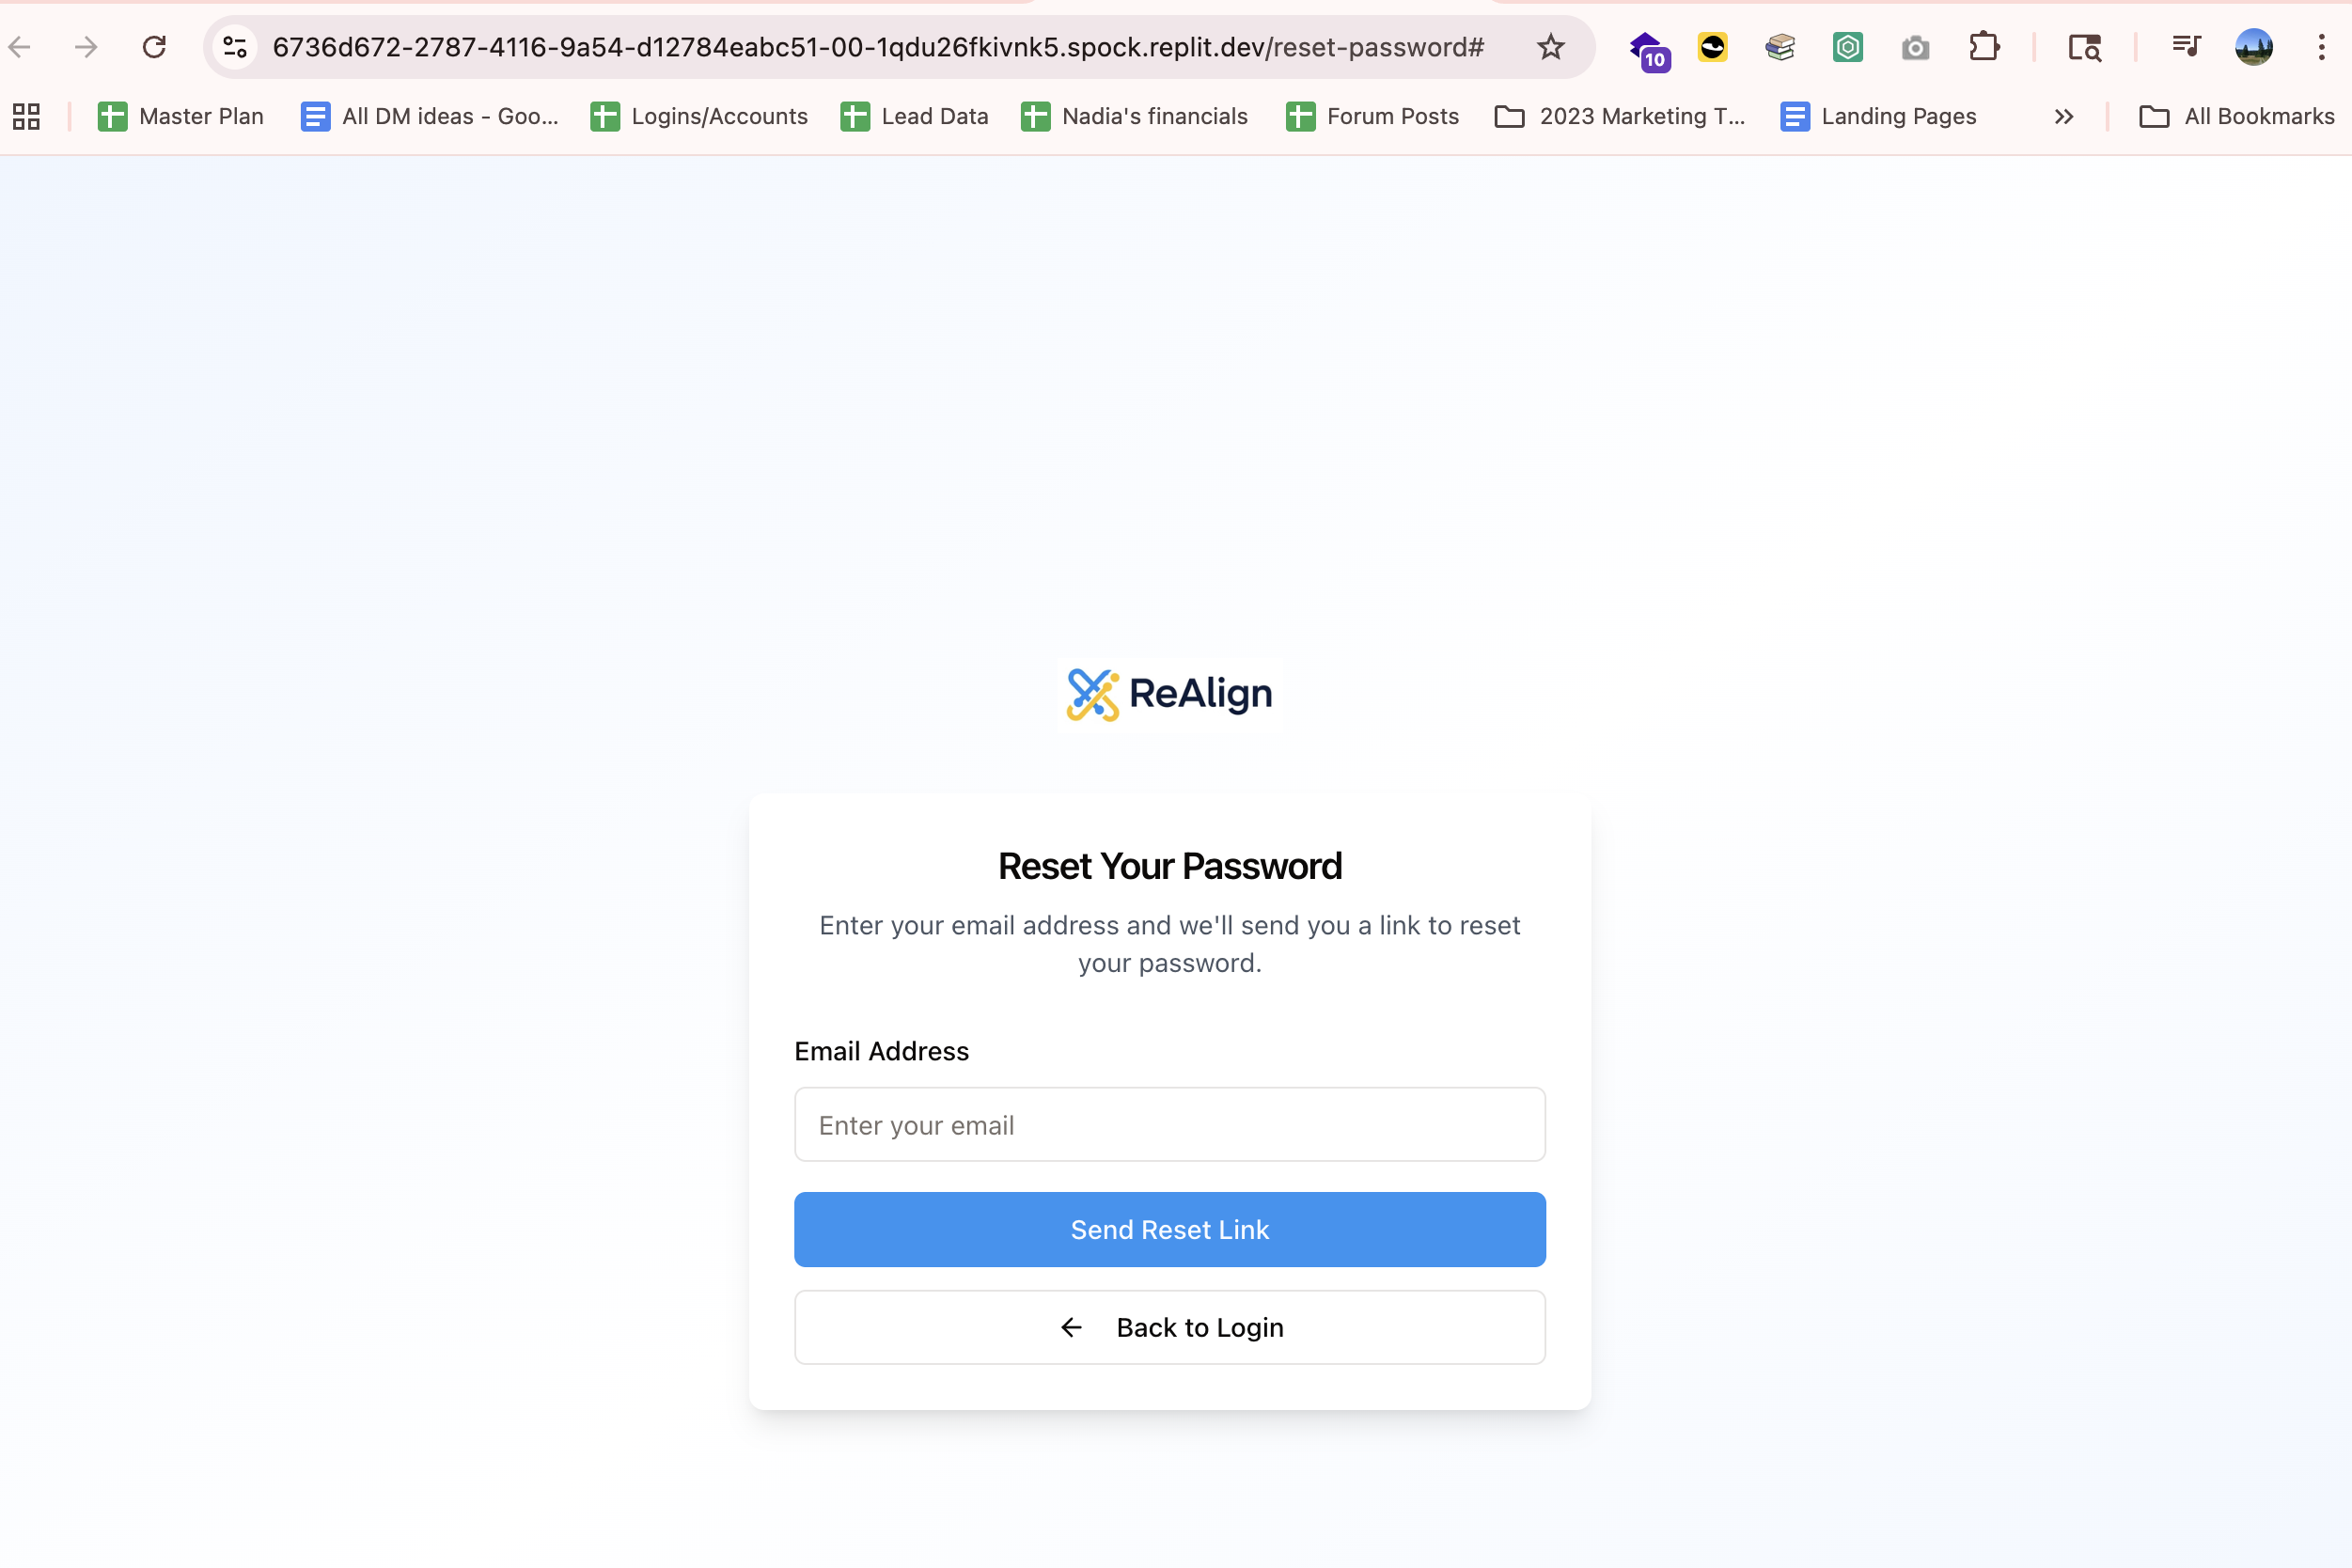 6736d672-2787-4116-9a54-d12784eabc51-00-1qdu26fkivnk5.spock.replit.dev/reset-password#
10
Master Plan
All DM ideas - Goo...
Logins/Accounts
Lead Data
Nadia's financials
Forum Posts
2023 Marketing T...
Landing Pages
All Bookmarks
ReAlign
Reset Your Password
Enter your email address and we'll send you a link to reset
your password.
Email Address
Enter your email
Send Reset Link
Back to Login